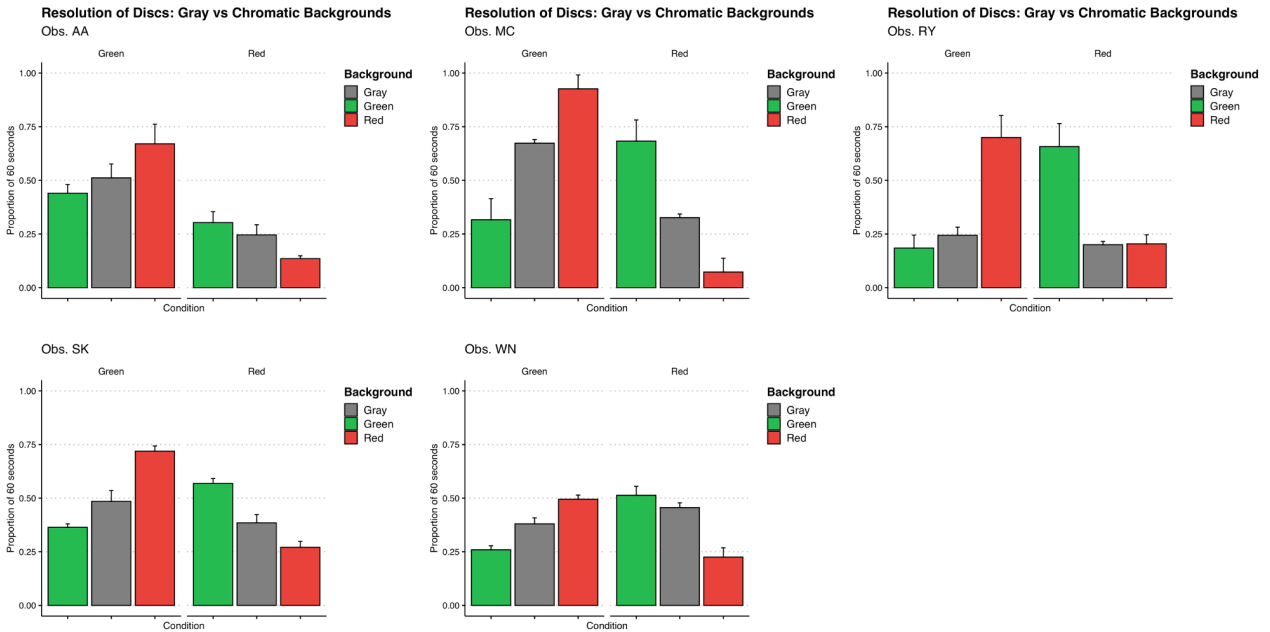 Resolution of Discs: Gray vs Chromatic Backgrounds
Obs. AA
Green Red
Proportion of 60 seconds
1.00
0.75
0.50
0.25
0.00
Condition
Background
Gray
Green
Red
Resolution of Discs: Gray vs Chromatic Backgrounds
Obs. MC
Green Red
Proportion of 60 seconds
1.00
0.75
0.50
0.25
0.00
Condition
Background
Gray
Green
Red
Resolution of Discs: Gray vs Chromatic Backgrounds
Obs. RY
Green Red
Proportion of 60 seconds
1.00
0.75
0.50
0.25
0.00
Condition
Background
Gray
Green
Red
Obs. SK
Green Red
Proportion of 60 seconds
1.00
0.75
0.50
0.25
0.00
Condition
Background
Gray
Green
Red
Obs. WN
Green Red
Proportion of 60 seconds
1.00
0.75
0.50
0.25
0.00
Condition
Background
Gray
Green
Red